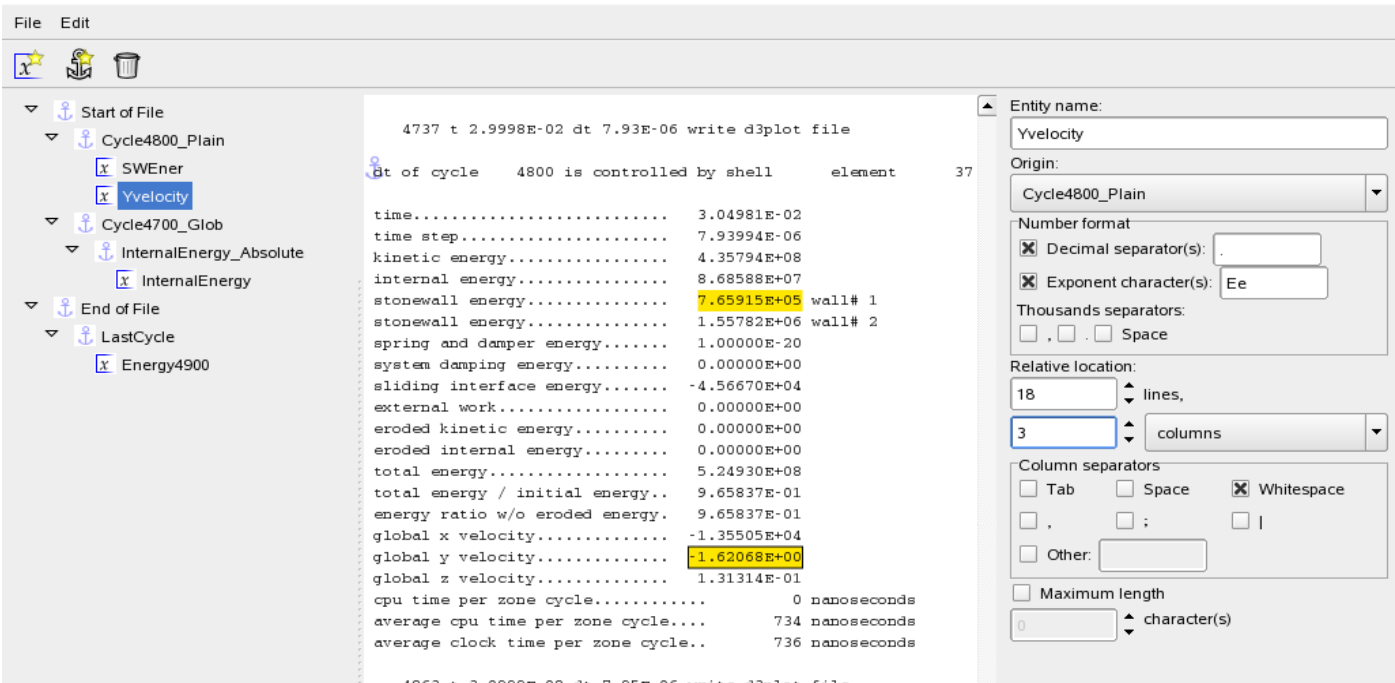 File Edit
Start of File
Cycle4800_Plain
x SWEner
x Yvelocity
Cycle4700_Glob
InternalEnergy_Absolute
x InternalEnergy
End of File
LastCycle
x Energy4900
4737 t 2.9998E-02 dt 7.93E-06 write d3plot file
dt of cycle 4800 is controlled by shell element 37
time........................... 3.04981E-02
time step...................... 7.93994E-06
kinetic energy................. 4.35794E+08
internal energy................ 8.68588E+07
stonewall energy............... 7.65915E+05 wall# 1
stonewall energy............... 1.55782E+06 wall# 2
spring and damper energy....... 1.00000E-20
system damping energy.......... 0.00000E+00
sliding interface energy....... -4.56670E+04
external work.................. 0.00000E+00
eroded kinetic energy.......... 0.00000E+00
eroded internal energy......... 0.00000E+00
total energy................... 5.24930E+08
total energy / initial energy.. 9.65837E-01
energy ratio w/o eroded energy. 9.65837E-01
global x velocity.............. -1.35505E+04
global y velocity.............. -1.62068E+00
global z velocity.............. 1.31314E-01
cpu time per zone cycle............ 0 nanoseconds
average cpu time per zone cycle.... 734 nanoseconds
average clock time per zone cycle.. 736 nanoseconds
Entity name:
Yvelocity
Origin:
Cycle4800_Plain
Number format
Decimal separator(s): .
Exponent character(s): Ee
Thousands separators:
, . Space
Relative location:
18 lines,
3 columns
Column separators
Tab Space Whitespace
, ; |
Other:
Maximum length
0 character(s)